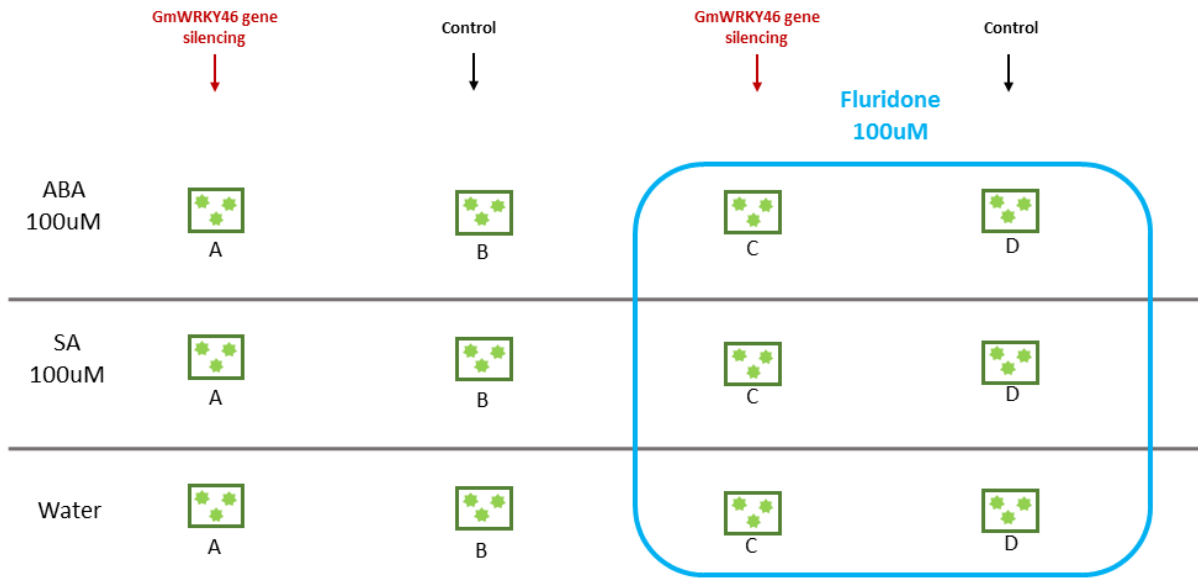 GmWRKY46 gene
silencing
Control
GmWRKY46 gene
silencing
Control
Fluridone
100uM
ABA
100uM
A
B
C
D
SA
100uM
A
B
C
D
Water
A
B
C
D